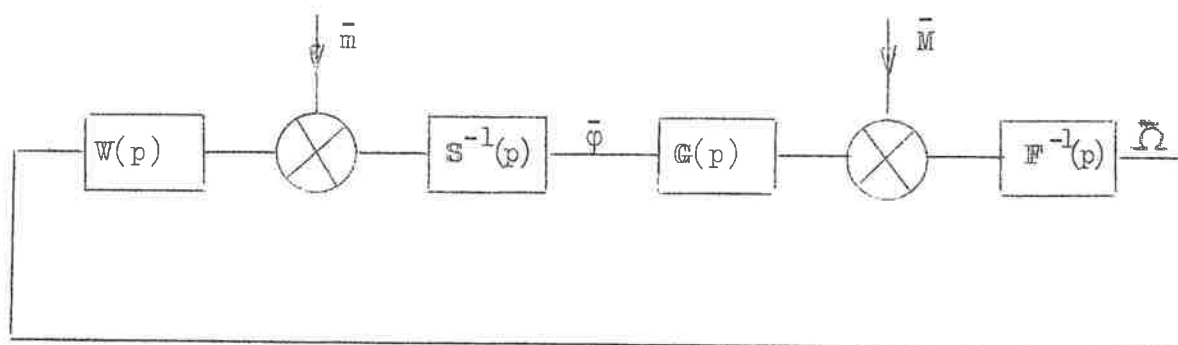 m̄
M̄
W(p)
S⁻¹(p)
φ̄
G(p)
F⁻¹(p)
Ω̄